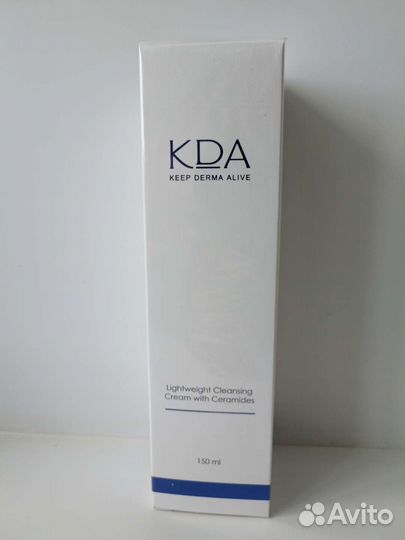 KDA
KEEP DERMA ALIVE
Lightweight Cleansing
Cream with Ceramides
150 ml
Avito